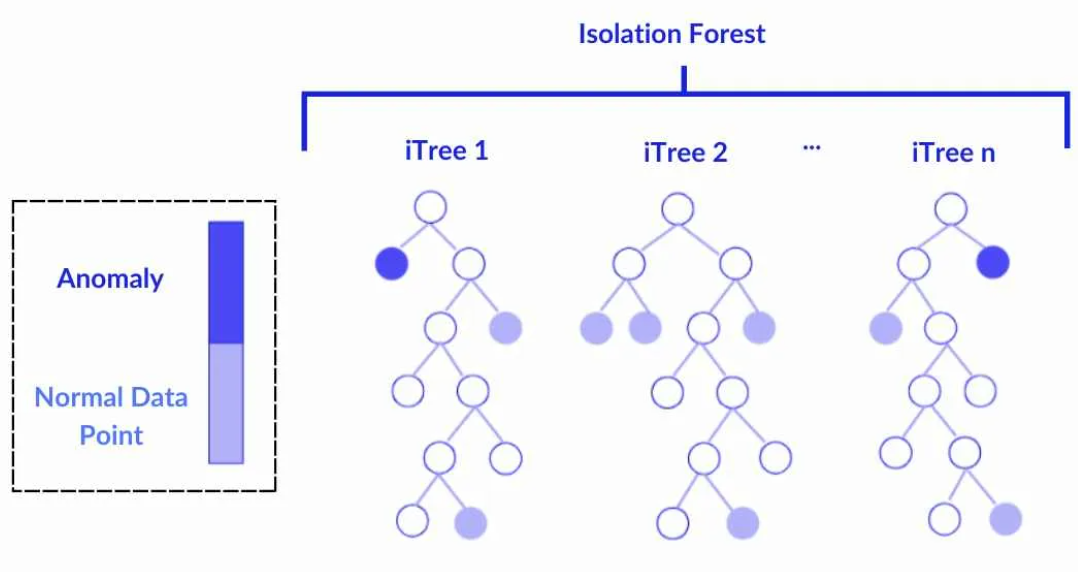 Isolation Forest
iTree 1
iTree 2
...
iTree n
Anomaly
Normal Data
Point